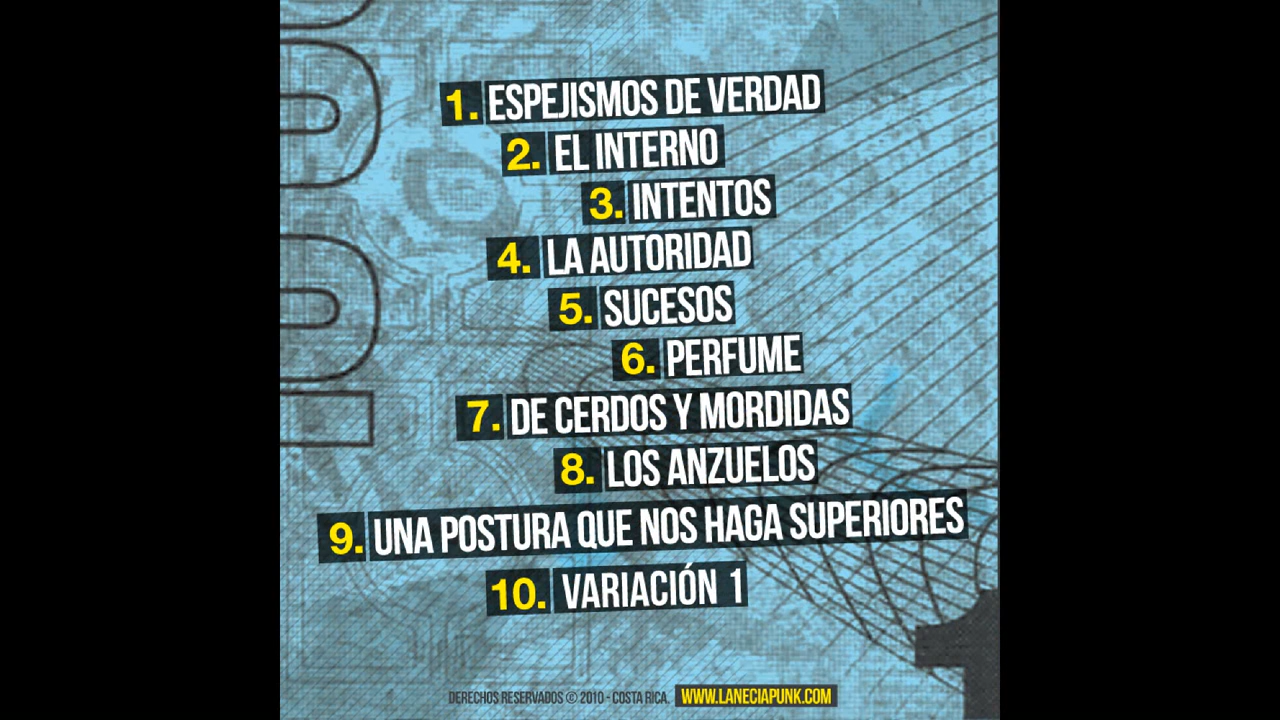 1. ESPEJISMOS DE VERDAD
2. EL INTERNO
3. INTENTOS
4. LA AUTORIDAD
5. SUCESOS
6. PERFUME
7. DE CERDOS Y MORDIDAS
8. LOS ANZUELOS
9. UNA POSTURA QUE NOS HAGA SUPERIORES
10. VARIACIÓN 1
DERECHOS RESERVADOS © 2010 - COSTA RICA. WWW.LANECIAPUNK.COM
1001
1